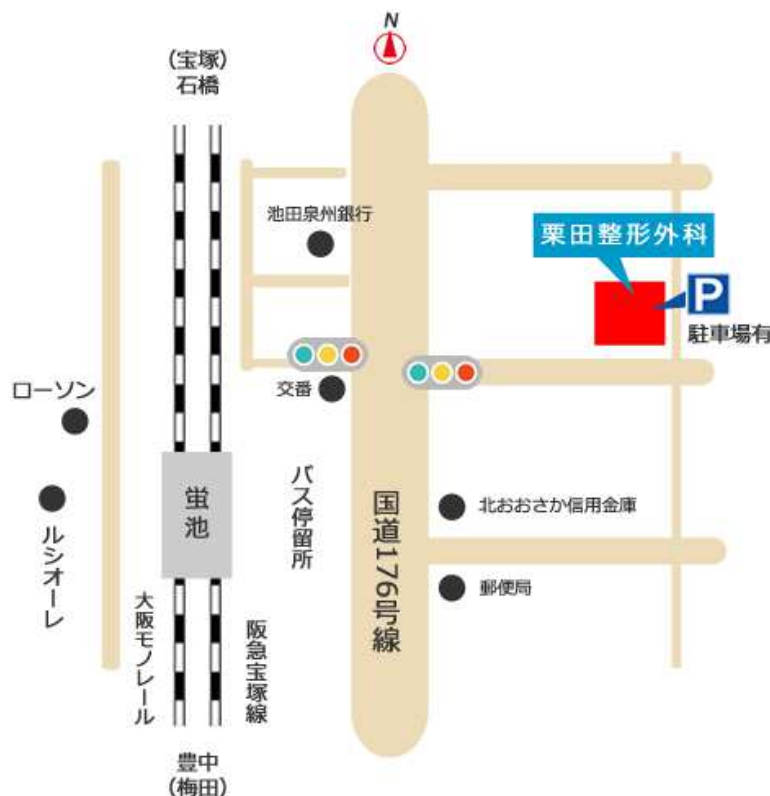 N
（宝塚）
石橋
池田泉州銀行
栗田整形外科
P
駐車場有
ローソン
交番
蛍池
バス停留所
国道176号線
北おおさか信用金庫
ルシオーレ
郵便局
大阪モノレール
阪急宝塚線
豊中
（梅田）